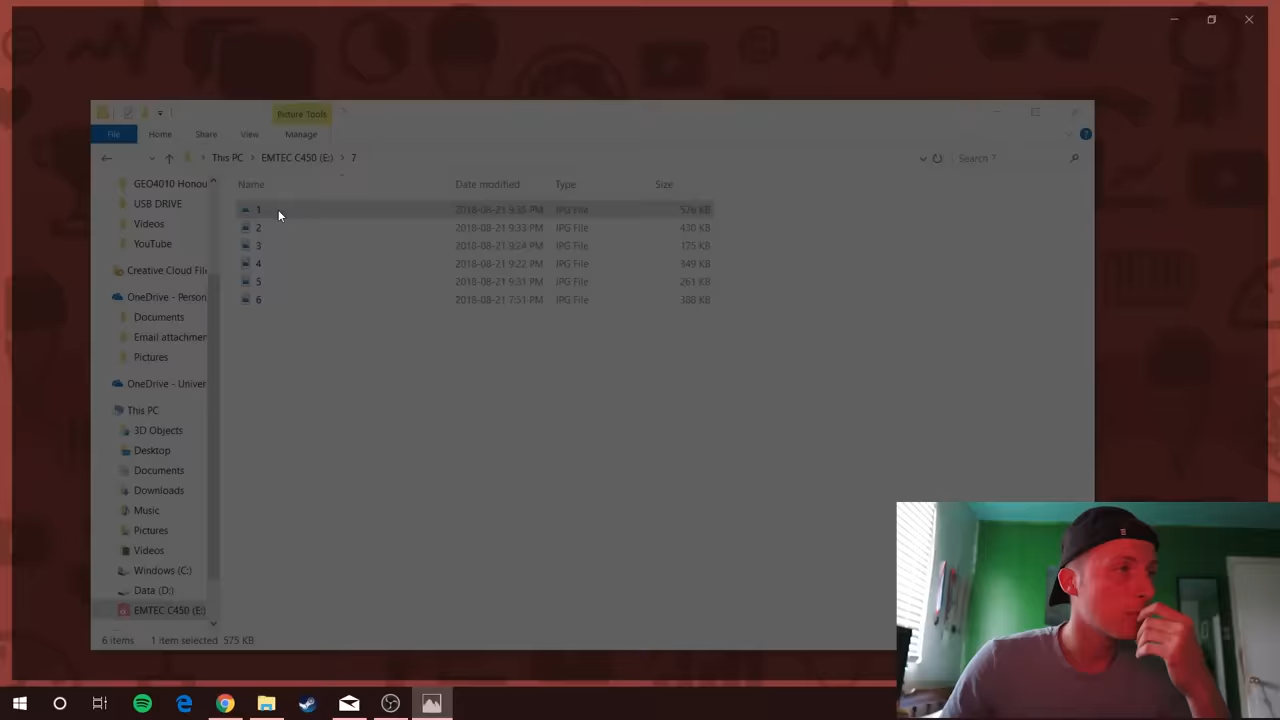 Picture Tools
File Home Share View Manage
This PC EMTEC C450 (E:) 7 Search 7
Name Date modified Type Size
1 2018-08-21 9:35 PM JPG File 576 KB
2 2018-08-21 9:33 PM JPG File 430 KB
3 2018-08-21 9:24 PM JPG File 175 KB
4 2018-08-21 9:22 PM JPG File 349 KB
5 2018-08-21 9:31 PM JPG File 261 KB
6 2018-08-21 7:51 PM JPG File 388 KB
GEO4010 Honou
USB DRIVE
Videos
YouTube
Creative Cloud File
OneDrive - Person
Documents
Email attachmen
Pictures
OneDrive - Univer
This PC
3D Objects
Desktop
Documents
Downloads
Music
Pictures
Videos
Windows (C:)
Data (D:)
EMTEC C450 (E:)
6 items 1 item selected 575 KB